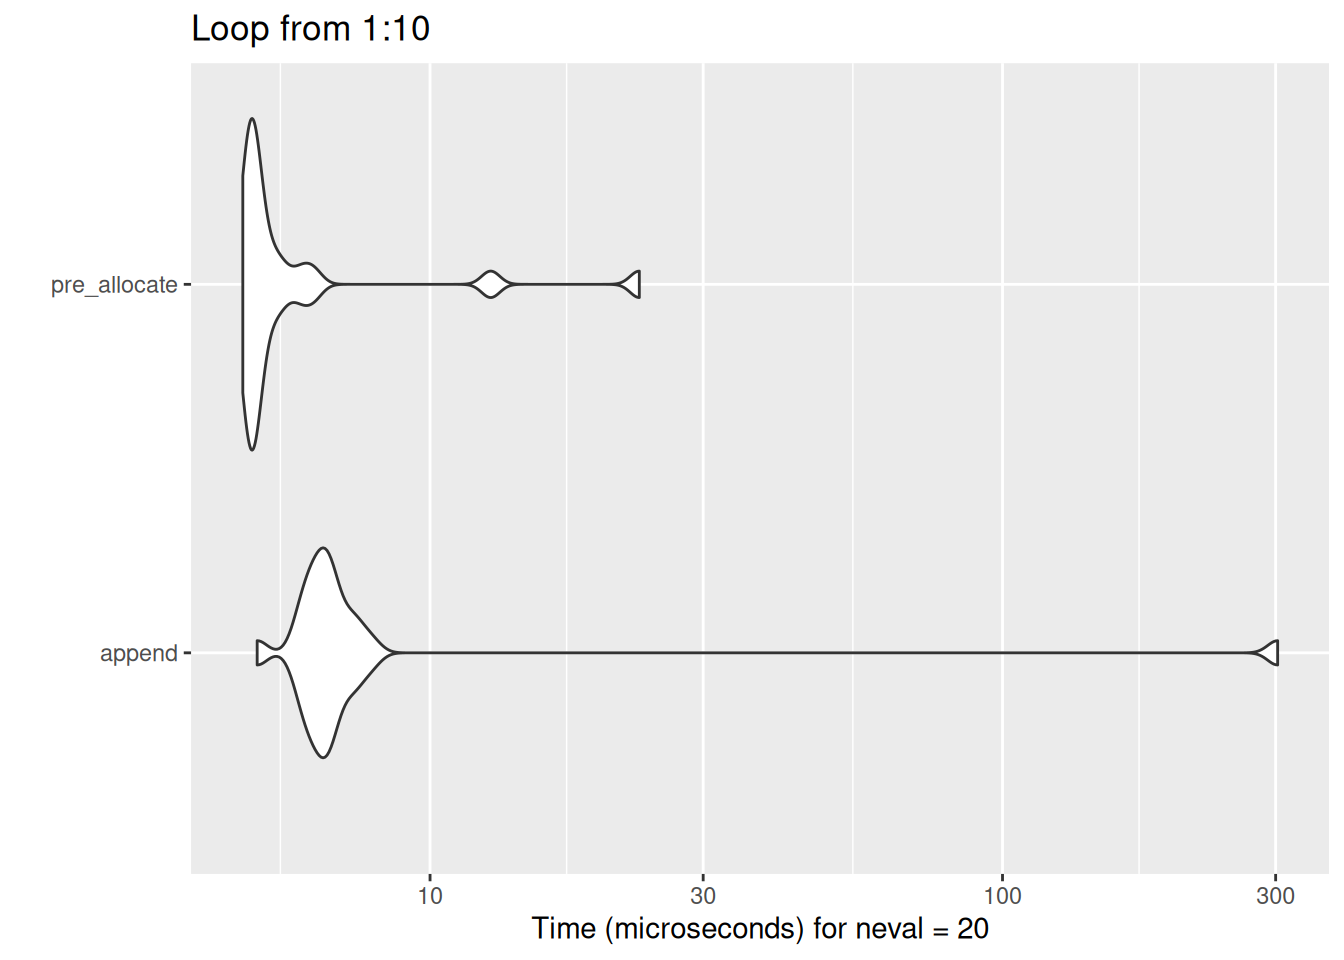 Loop from 1:10
pre_allocate
append
10
30
100
300
Time (microseconds) for neval = 20